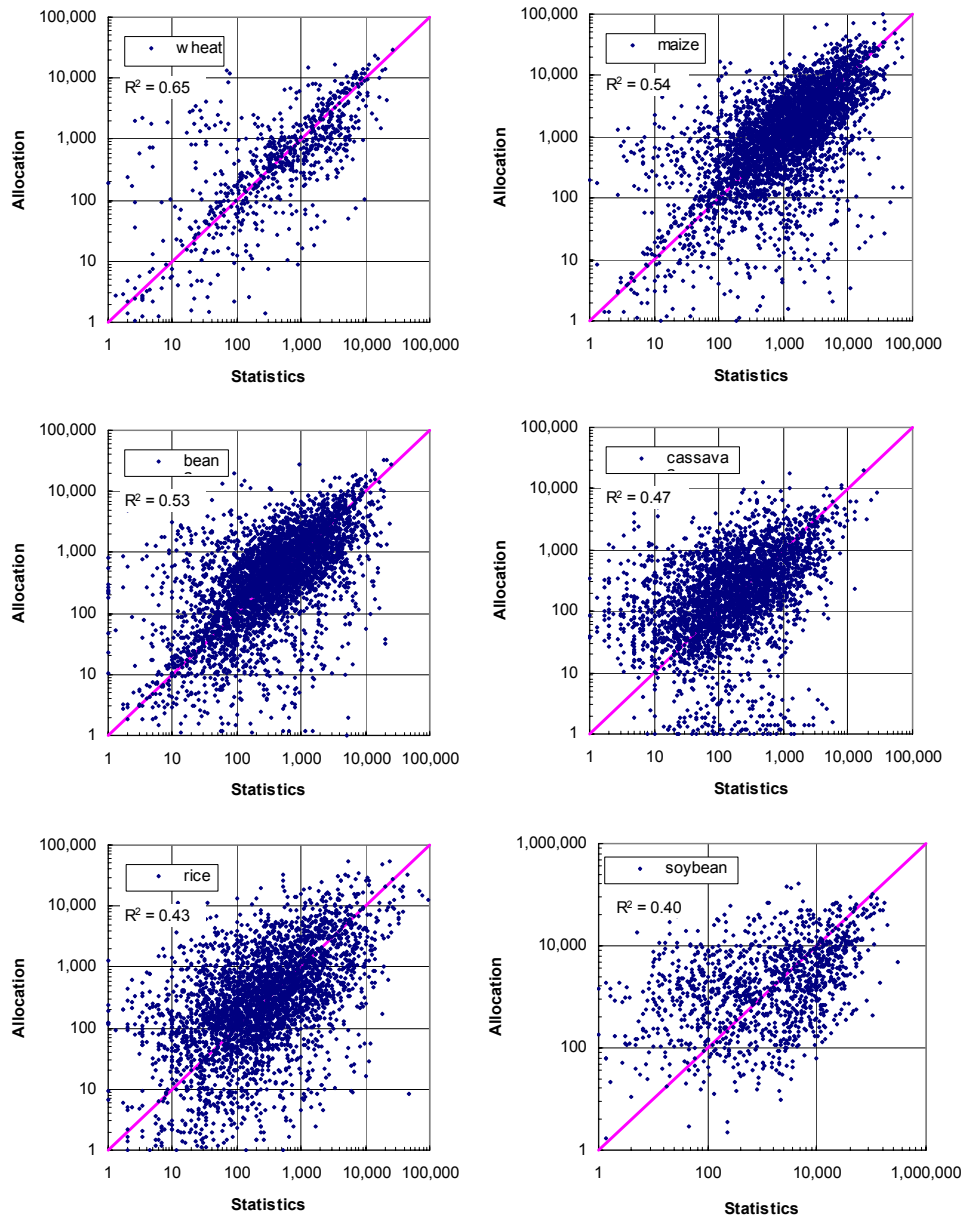 100,000
wheat
R² = 0.65
10,000
1,000
100
10
1
Allocation
1 10 100 1,000 10,000 100,000
Statistics
100,000
maize
R² = 0.54
10,000
1,000
100
10
1
Allocation
1 10 100 1,000 10,000 100,000
Statistics
100,000
bean
R² = 0.53
10,000
1,000
100
10
1
Allocation
1 10 100 1,000 10,000 100,000
Statistics
100,000
cassava
R² = 0.47
10,000
1,000
100
10
1
Allocation
1 10 100 1,000 10,000 100,000
Statistics
100,000
rice
R² = 0.43
10,000
1,000
100
10
1
Allocation
1 10 100 1,000 10,000 100,000
Statistics
1,000,000
soybean
R² = 0.40
10,000
100
1
Allocation
1 100 10,000 1,000,000
Statistics